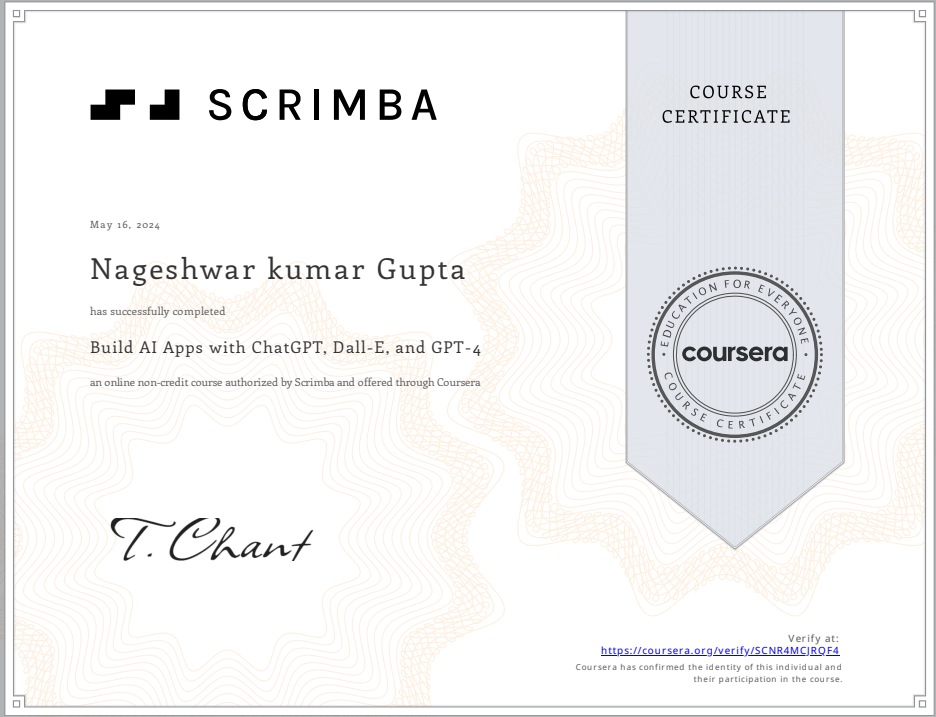 SCRIMBA
COURSE
CERTIFICATE
May 16, 2024
Nageshwar kumar Gupta
has successfully completed
Build AI Apps with ChatGPT, Dall-E, and GPT-4
an online non-credit course authorized by Scrimba and offered through Coursera
EDUCATION FOR EVERYONE
coursera
COURSE CERTIFICATE
T. Chant
Verify at:
https://coursera.org/verify/SCNR4MCJRQF4
Coursera has confirmed the identity of this individual and
their participation in the course.